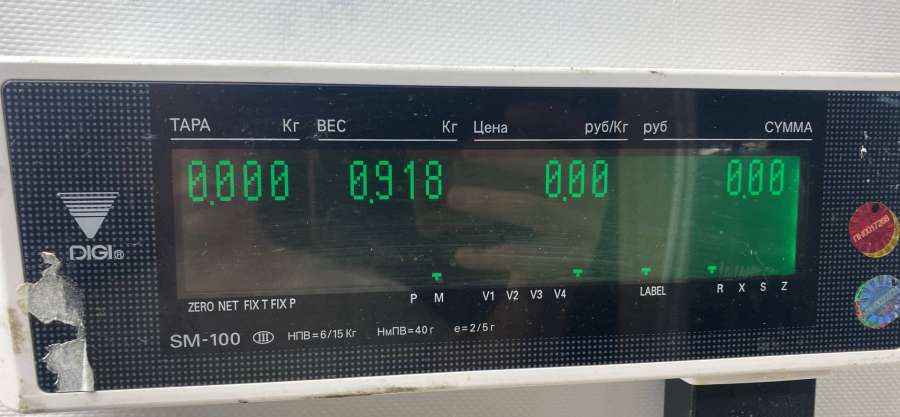 ТАРА Кг ВЕС Кг Цена руб/Кг руб СУММА
0.000 0.918 0.00 0.00
DIGI®
P M V1 V2 V3 V4 LABEL R X S Z
ZERO NET FIX T FIX P
SM-100 III НПВ=6/15 Кг НмПВ=40 г e=2/5 г